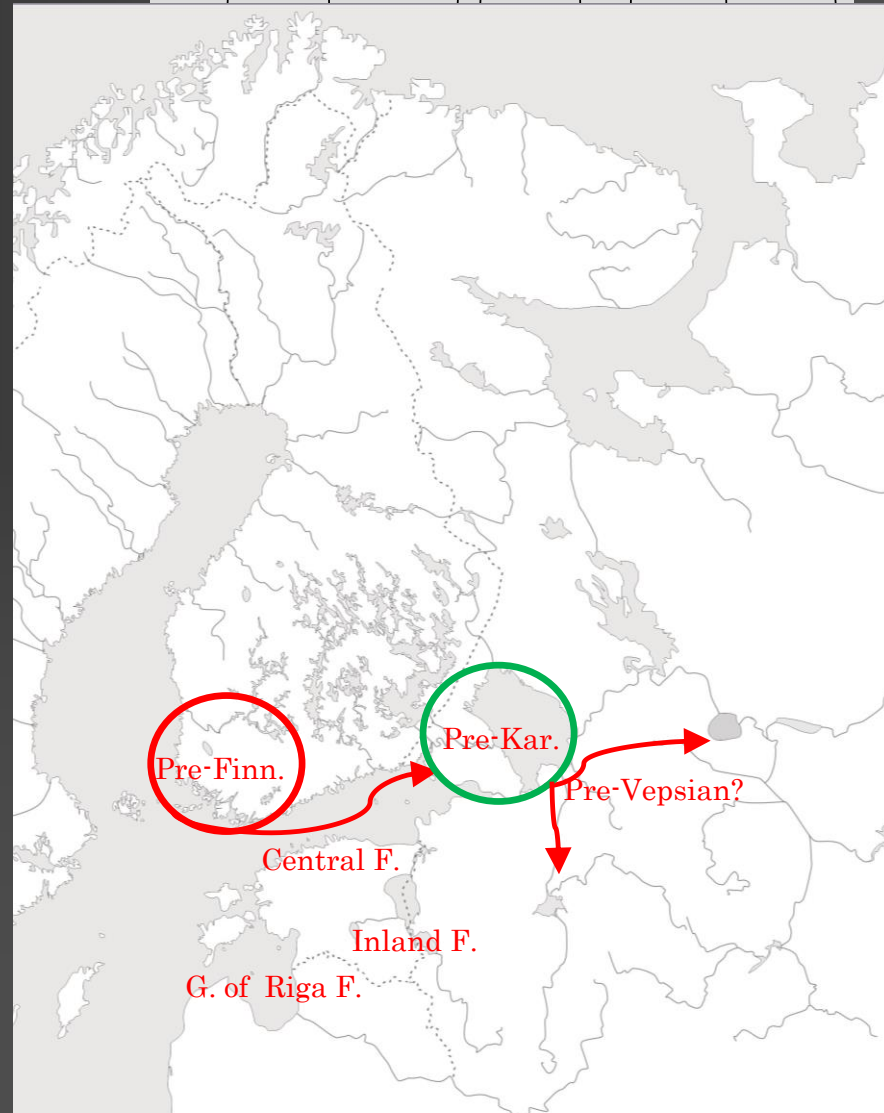 Pre-Kar.
Pre-Finn.
Pre-Vepsian?
Central F.
Inland F.
G. of Riga F.